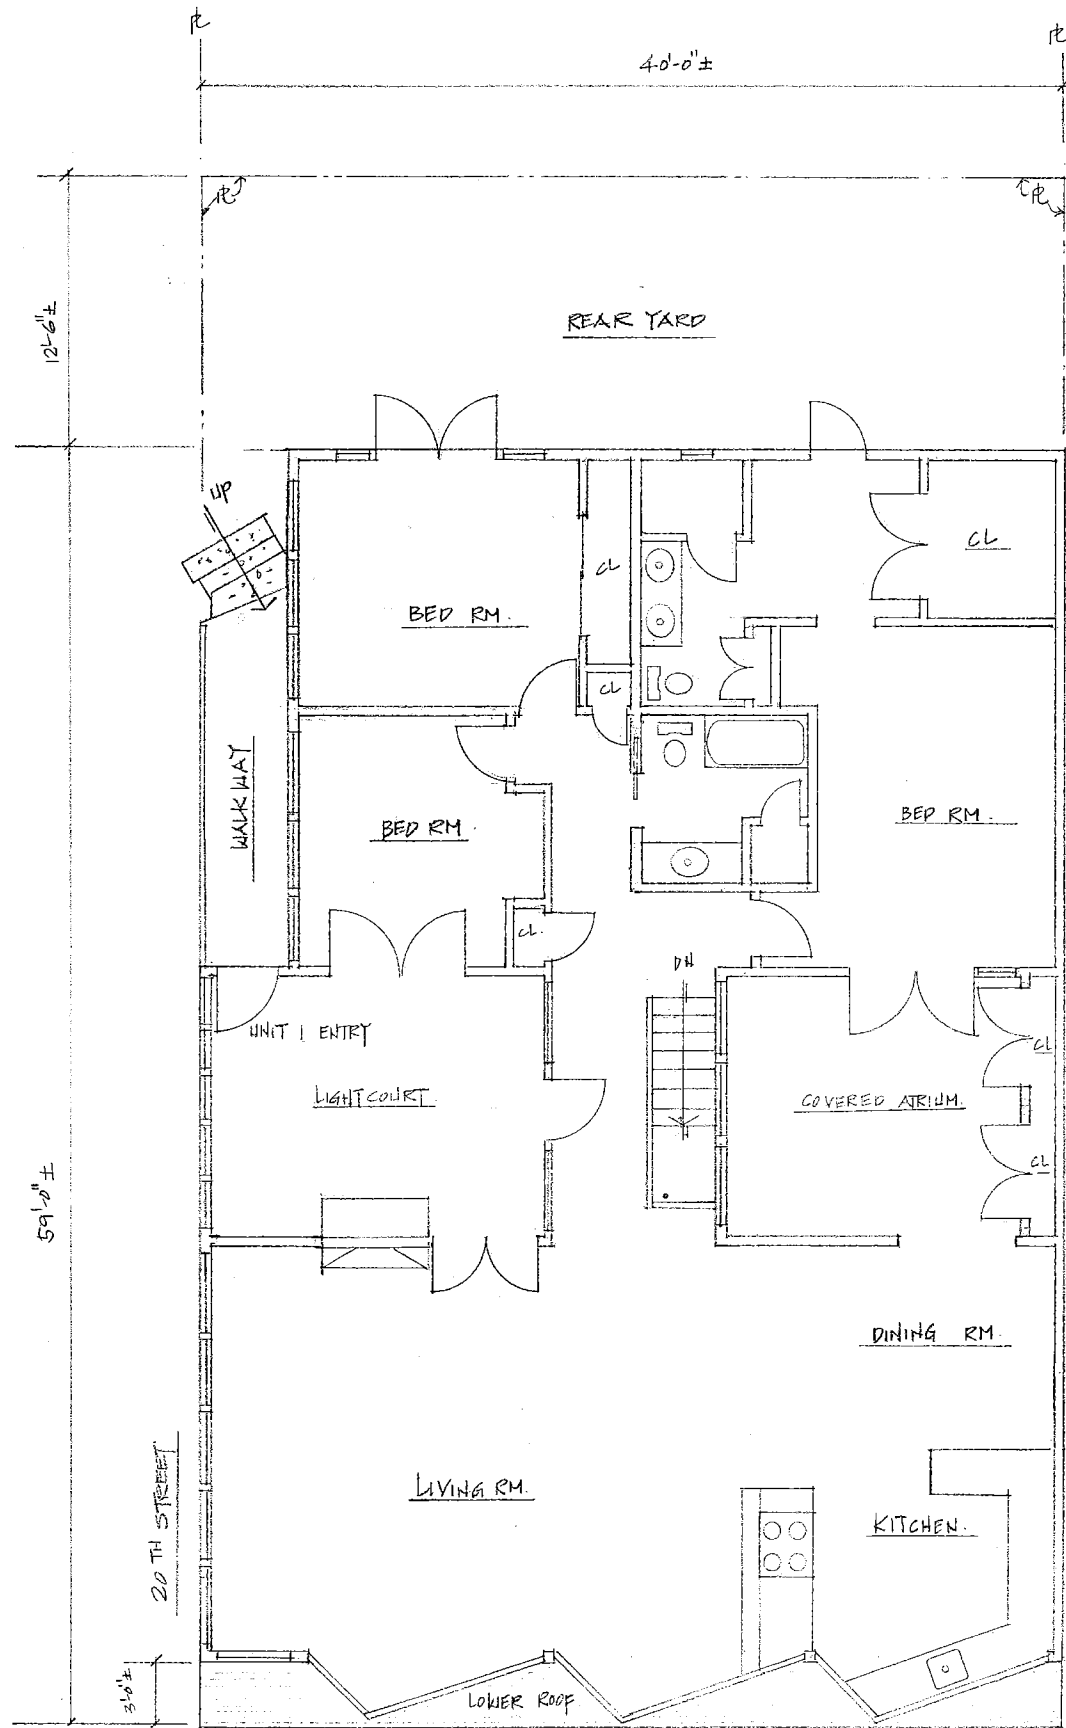 ℄
℄
40'-0"±
℄
℄
12'-6"±
REAR YARD
UP
CL
CL
BED RM.
CL
WALKWAY
BED RM.
BED RM.
CL.
DN
UNIT 1 ENTRY
LIGHTCOURT.
COVERED ATRIUM.
CL
CL
59'-0"±
DINING RM.
LIVING RM.
KITCHEN.
20TH STREET
3'-0"±
LOWER ROOF